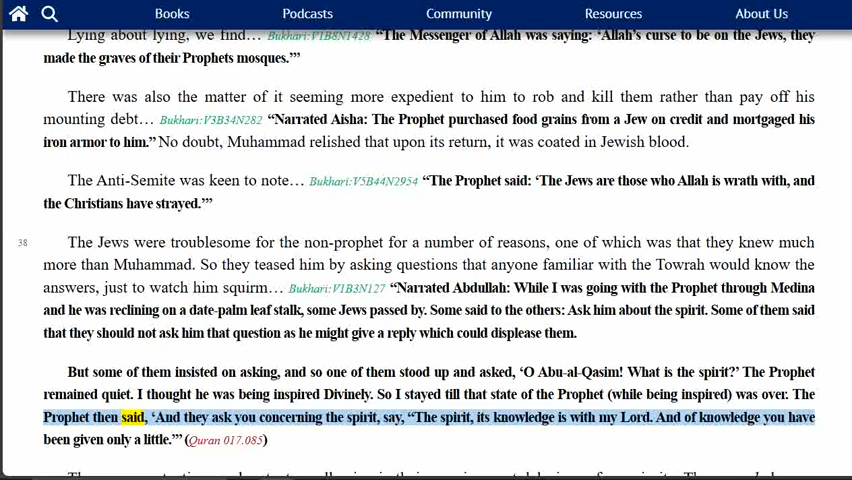 Books Podcasts Community Resources About Us
Lying about lying, we find… Bukhari:V1B8N1428 “The Messenger of Allah was saying: ‘Allah’s curse to be on the Jews, they
made the graves of their Prophets mosques.’”
There was also the matter of it seeming more expedient to him to rob and kill them rather than pay off his
mounting debt… Bukhari:V3B34N282 “Narrated Aisha: The Prophet purchased food grains from a Jew on credit and mortgaged his
iron armor to him.” No doubt, Muhammad relished that upon its return, it was coated in Jewish blood.
The Anti-Semite was keen to note… Bukhari:V5B44N2954 “The Prophet said: ‘The Jews are those who Allah is wrath with, and
the Christians have strayed.’”
38 The Jews were troublesome for the non-prophet for a number of reasons, one of which was that they knew much
more than Muhammad. So they teased him by asking questions that anyone familiar with the Towrah would know the
answers, just to watch him squirm… Bukhari:V1B3N127 “Narrated Abdullah: While I was going with the Prophet through Medina
and he was reclining on a date-palm leaf stalk, some Jews passed by. Some said to the others: Ask him about the spirit. Some of them said
that they should not ask him that question as he might give a reply which could displease them.
But some of them insisted on asking, and so one of them stood up and asked, ‘O Abu-al-Qasim! What is the spirit?’ The Prophet
remained quiet. I thought he was being inspired Divinely. So I stayed till that state of the Prophet (while being inspired) was over. The
Prophet then said, ‘And they ask you concerning the spirit, say, “The spirit, its knowledge is with my Lord. And of knowledge you have
been given only a little.”’ (Quran 017.085)